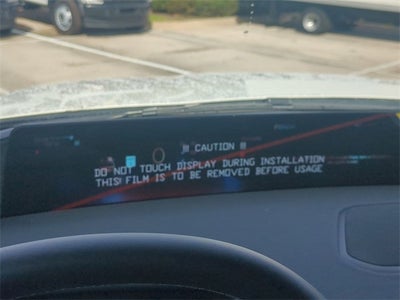 CAUTION
DO NOT TOUCH DISPLAY DURING INSTALLATION
THIS FILM IS TO BE REMOVED BEFORE USAGE